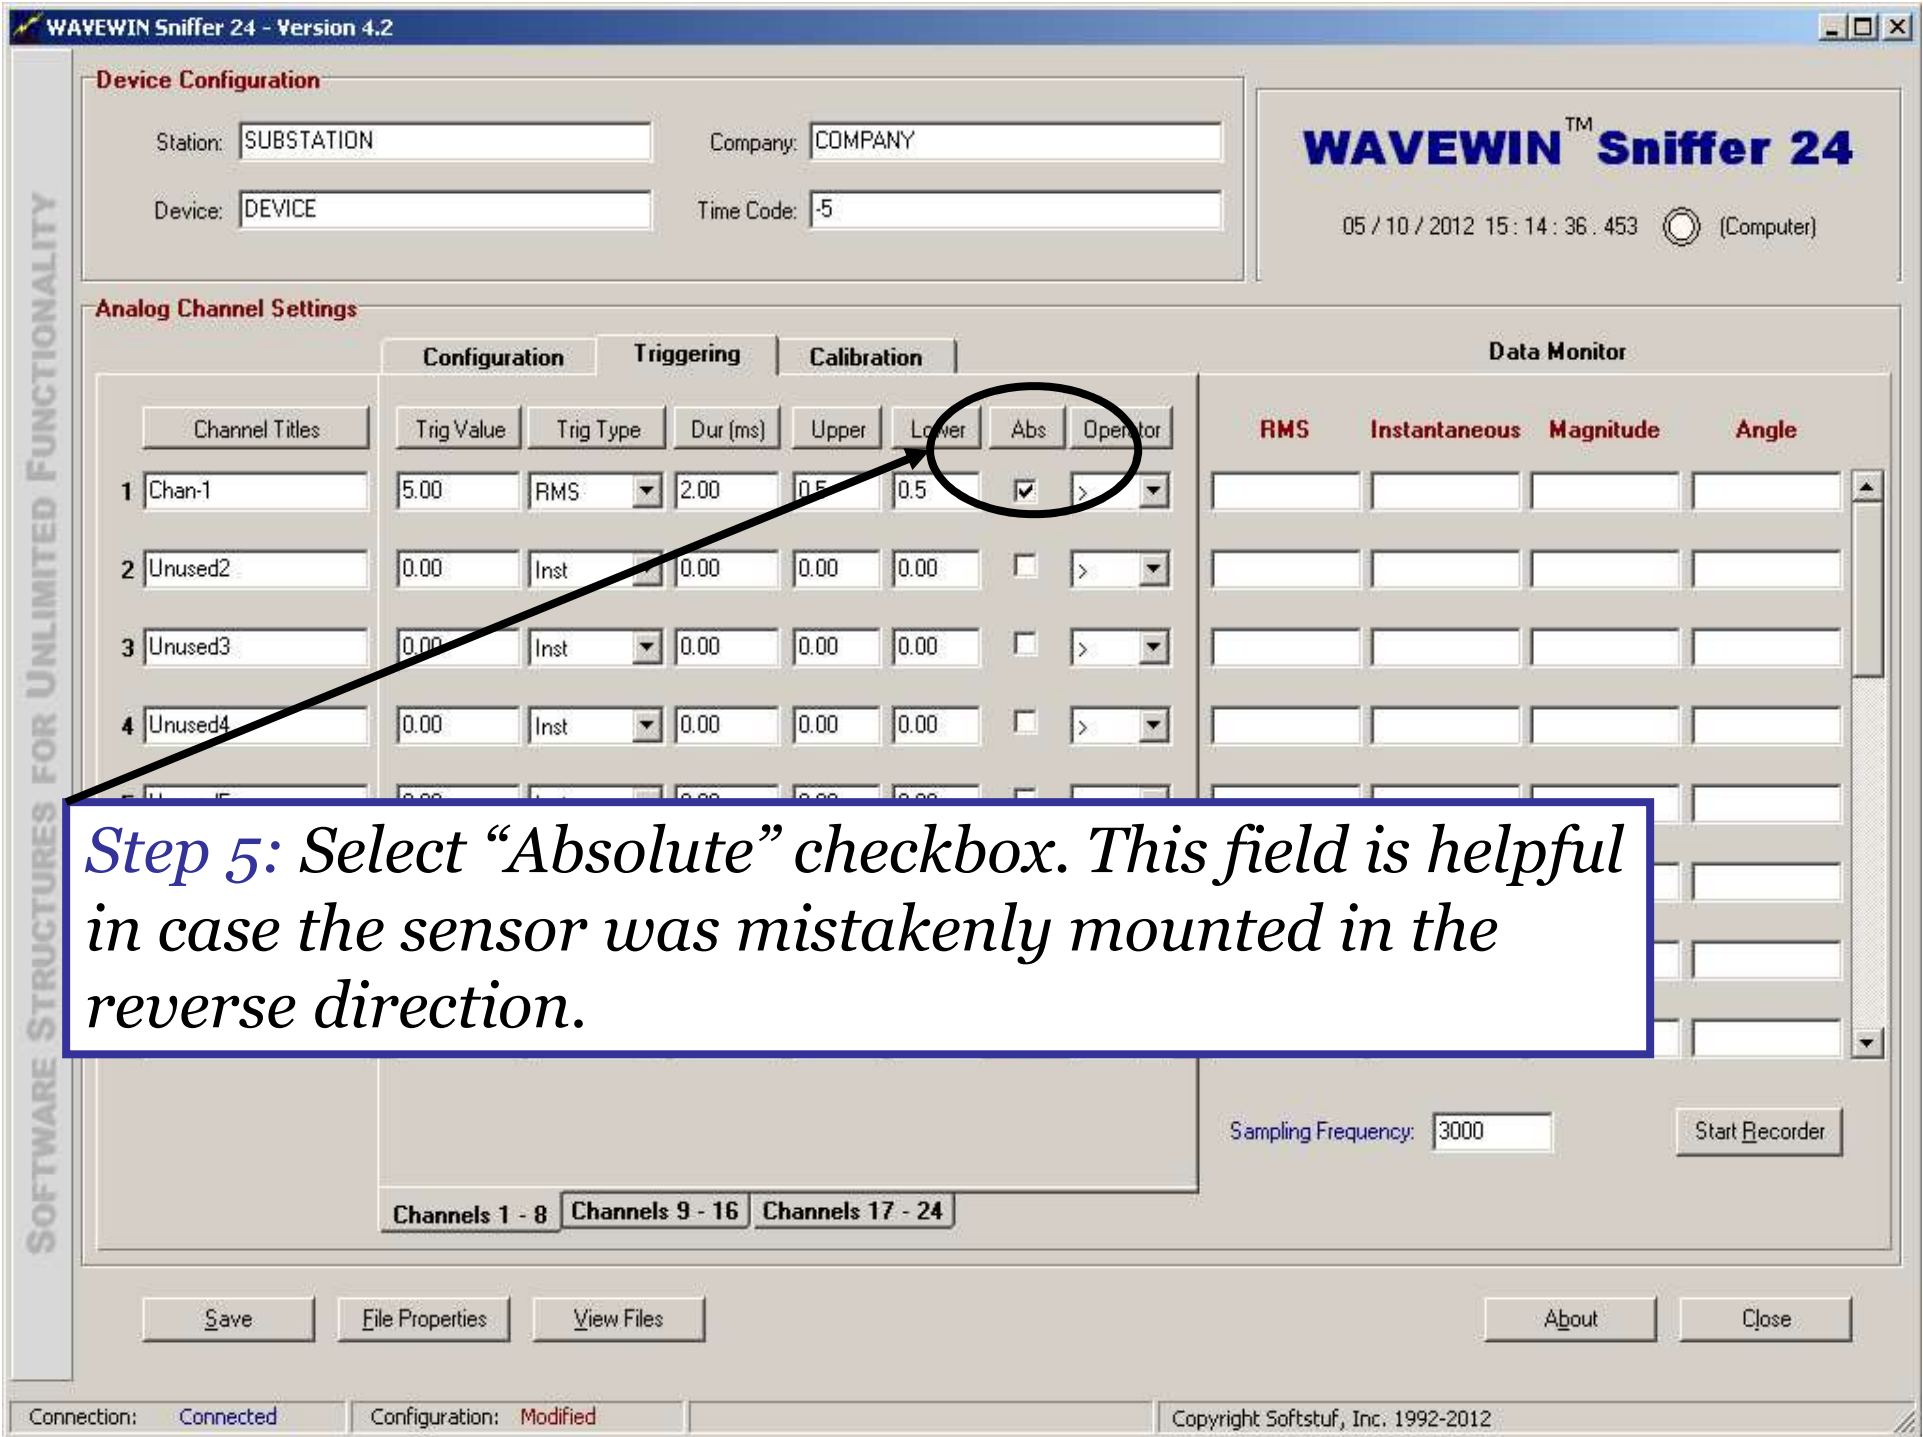 WAVEWIN Sniffer 24 - Version 4.2
SOFTWARE STRUCTURES FOR UNLIMITED FUNCTIONALITY
Device Configuration
Station: SUBSTATION Company: COMPANY
Device: DEVICE Time Code: -5
WAVEWIN™ Sniffer 24
05 / 10 / 2012 15 : 14 : 36 . 453 (Computer)
Analog Channel Settings
Configuration Triggering Calibration Data Monitor
Channel Titles Trig Value Trig Type Dur (ms) Upper Lower Abs Operator RMS Instantaneous Magnitude Angle
1 Chan-1 5.00 RMS 2.00 0.5 0.5 >
2 Unused2 0.00 Inst 0.00 0.00 0.00 >
3 Unused3 0.00 Inst 0.00 0.00 0.00 >
4 Unused4 0.00 Inst 0.00 0.00 0.00 >
Step 5: Select “Absolute” checkbox. This field is helpful
in case the sensor was mistakenly mounted in the
reverse direction.
Sampling Frequency: 3000 Start Recorder
Channels 1 - 8 Channels 9 - 16 Channels 17 - 24
Save File Properties View Files About Close
Connection: Connected Configuration: Modified Copyright Softstuf, Inc. 1992-2012